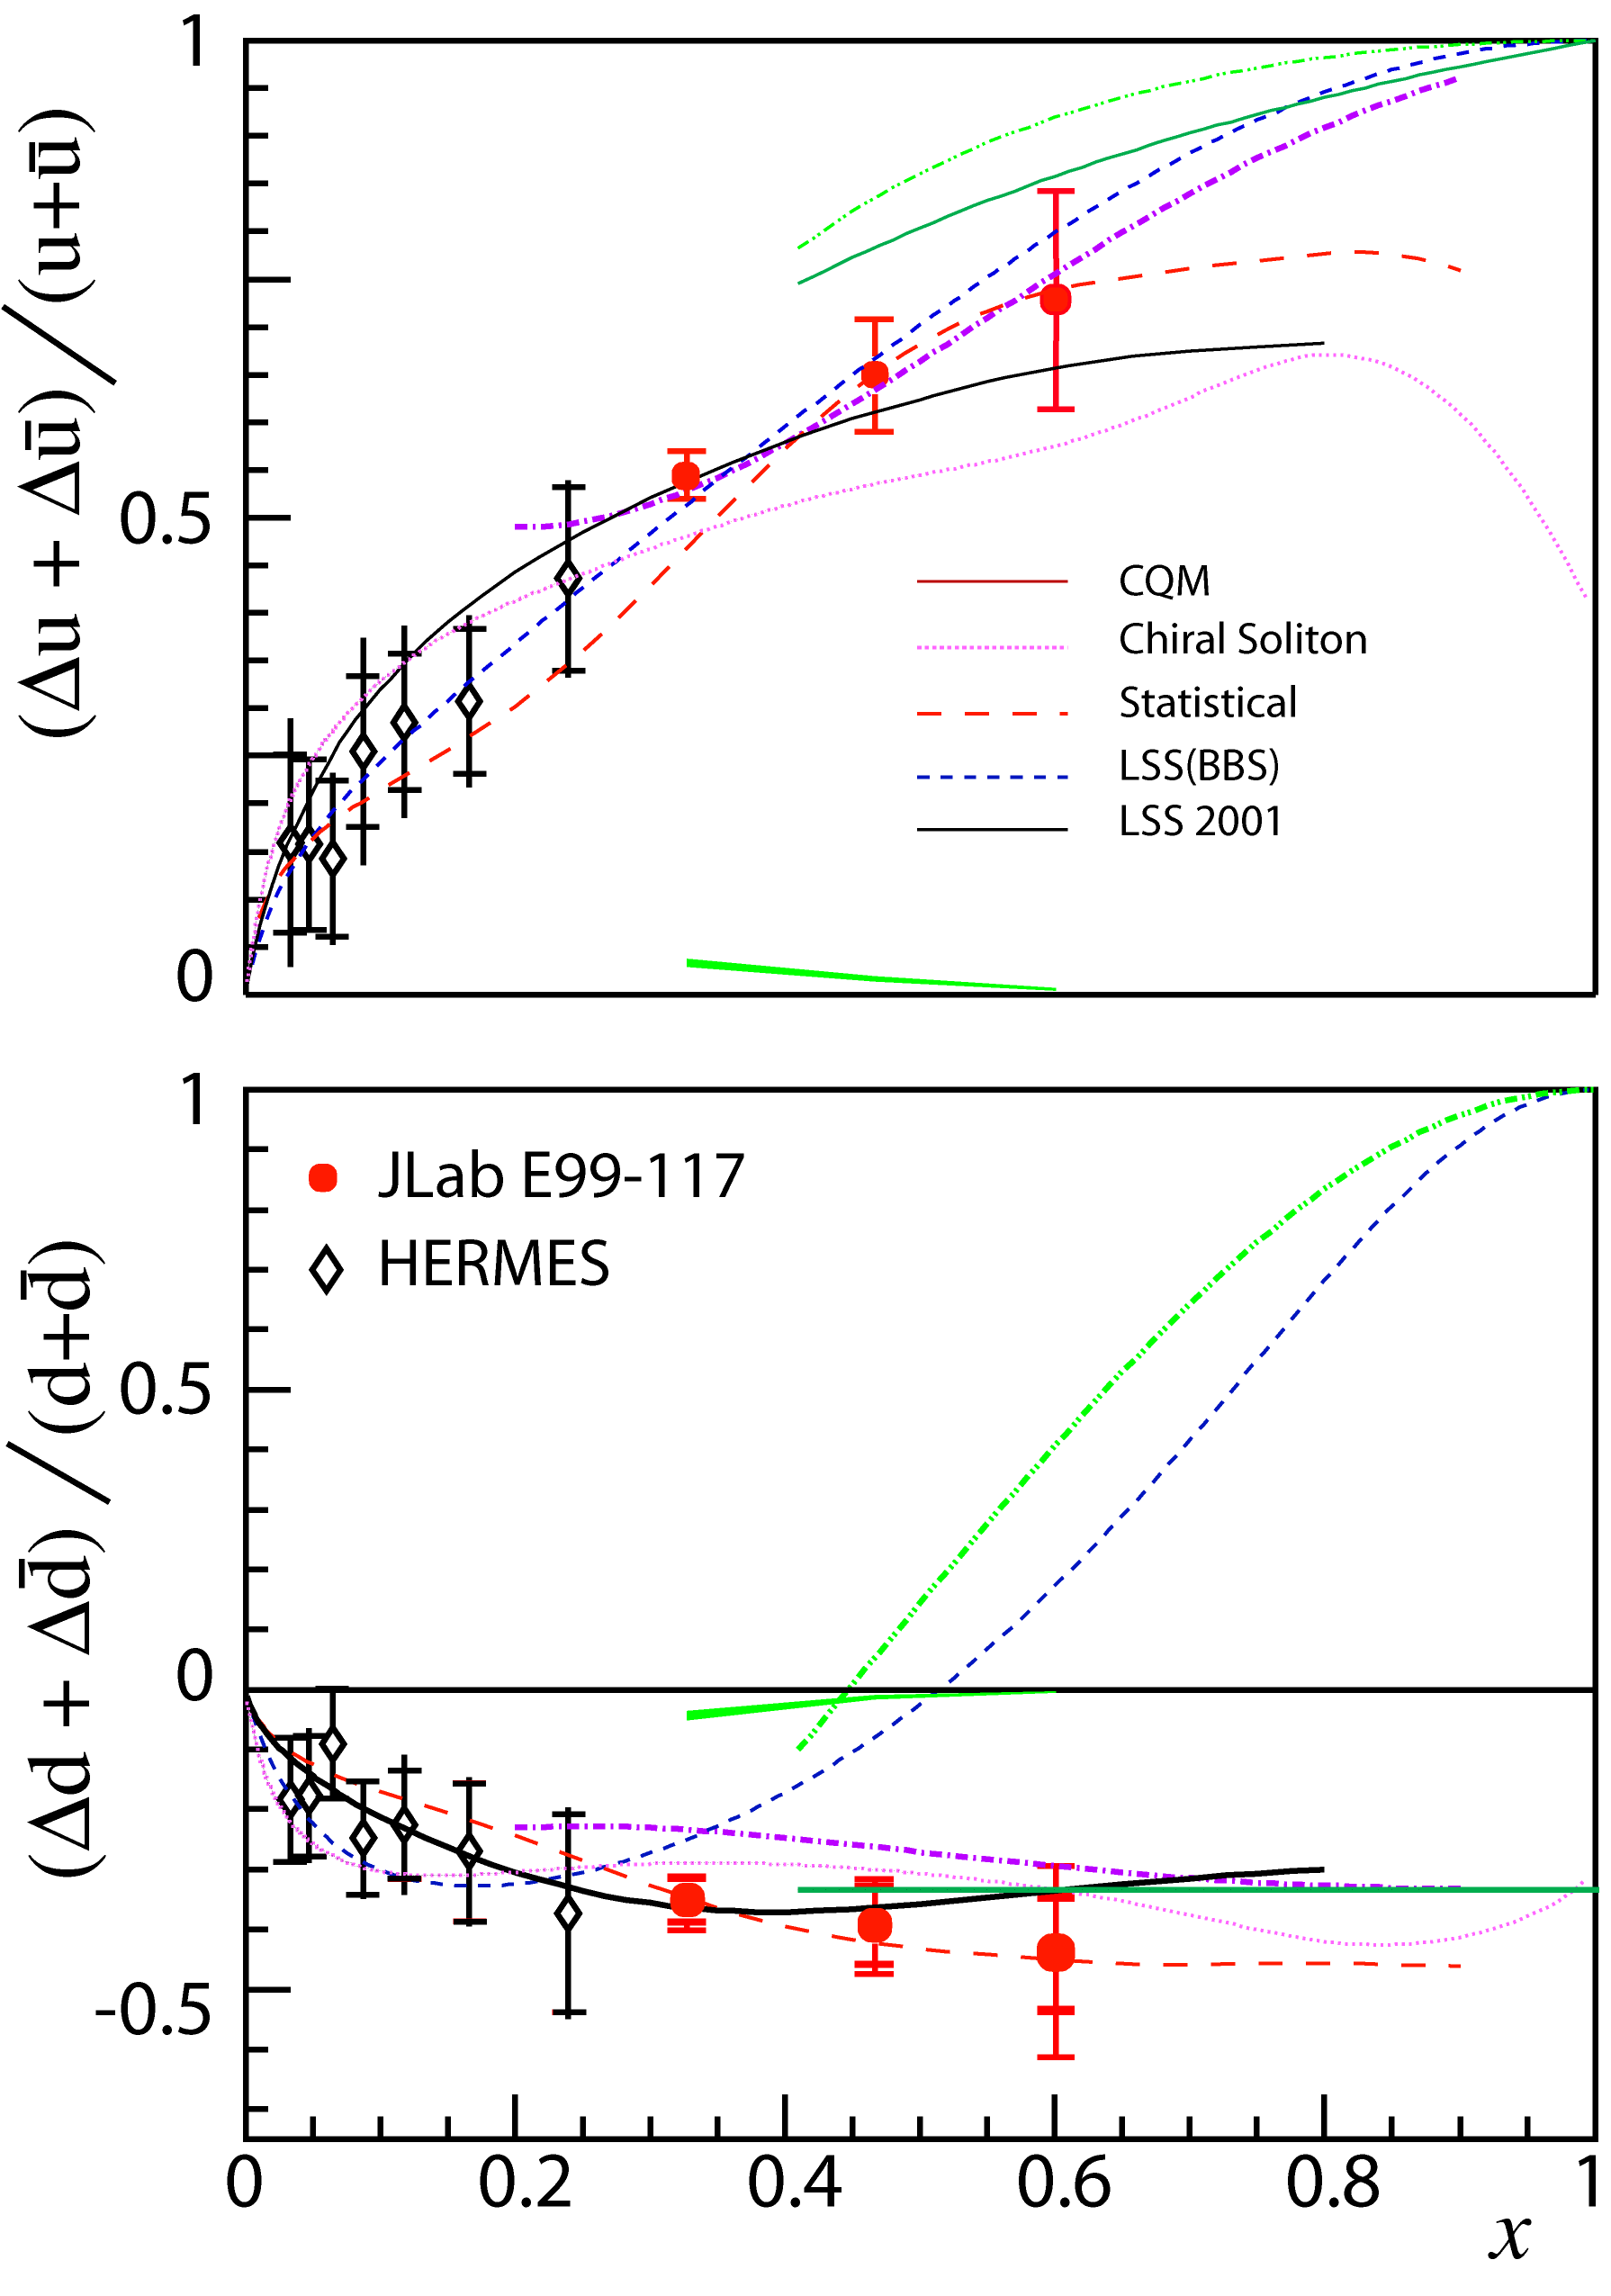 1
0.5
0
(Δu + Δū)/(u+ū)
CQM
Chiral Soliton
Statistical
LSS(BBS)
LSS 2001
1
0.5
0
-0.5
(Δd + Δd̄)/(d+d̄)
JLab E99-117
HERMES
0 0.2 0.4 0.6 0.8 1
x